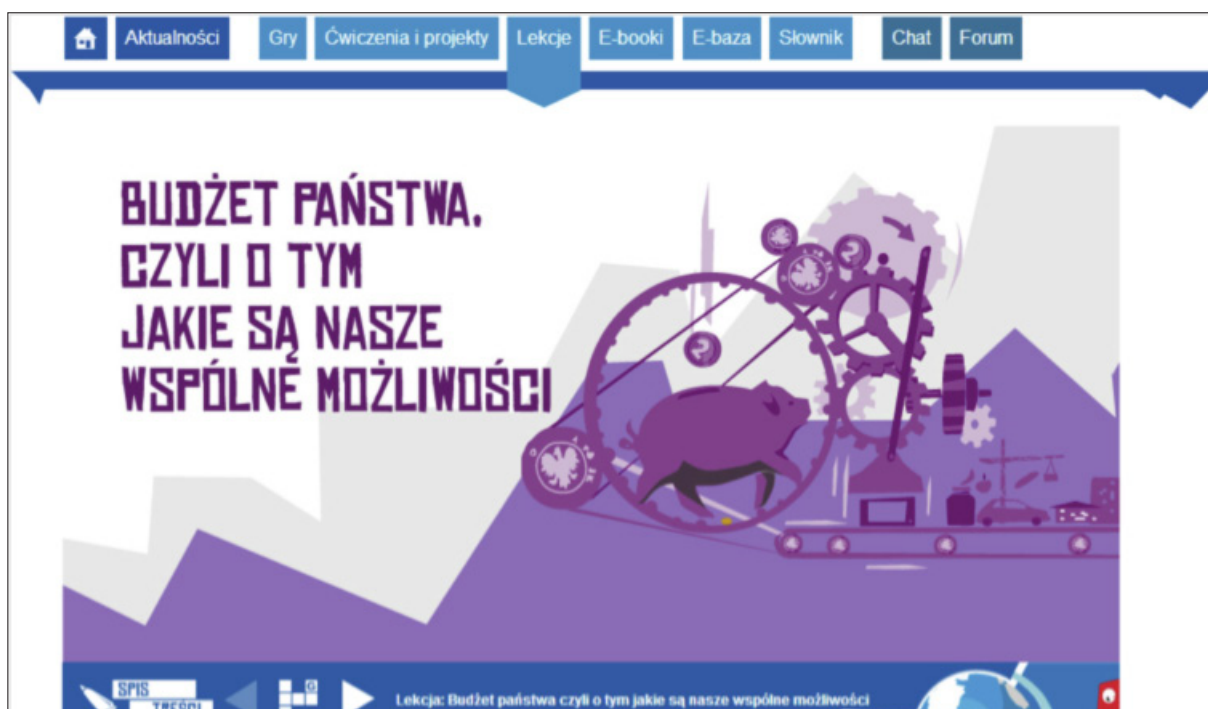 Aktualności Gry Ćwiczenia i projekty Lekcje E-booki E-baza Słownik Chat Forum
BUDŻET PAŃSTWA,
CZYLI O TYM
JAKIE SĄ NASZE
WSPÓLNE MOŻLIWOŚCI
SPIS
TREŚCI
G
Lekcja: Budżet państwa czyli o tym jakie są nasze wspólne możliwości